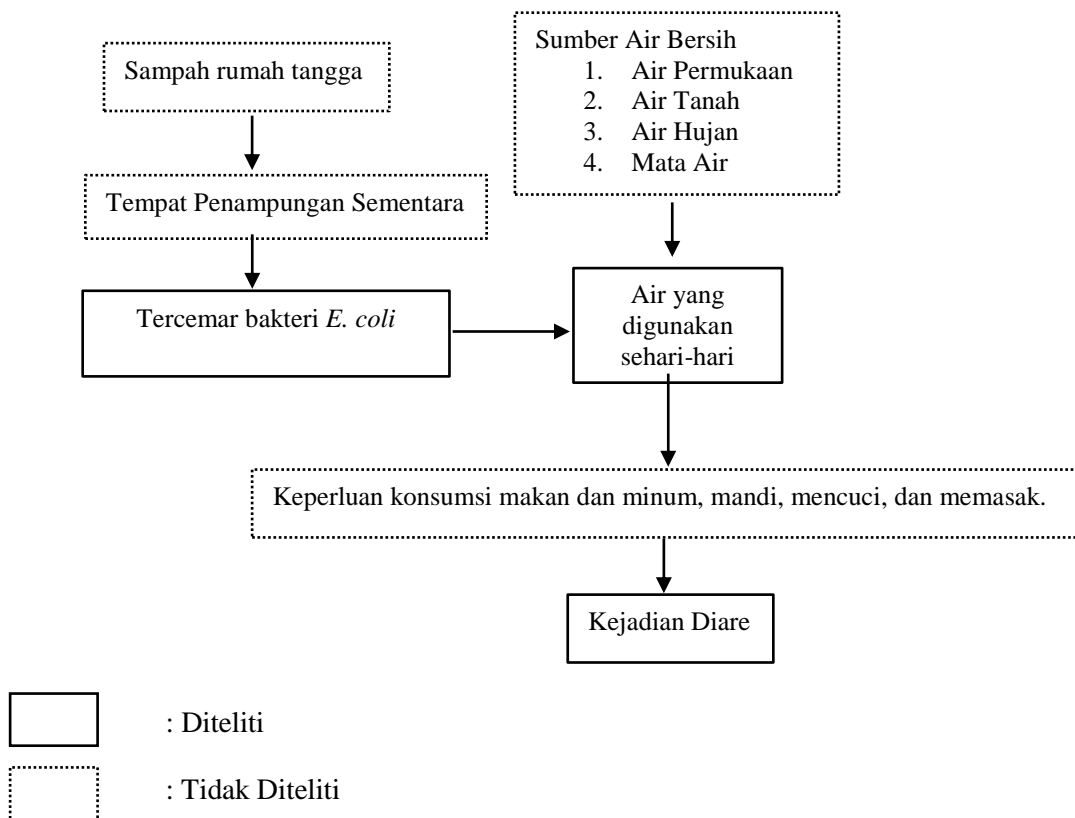 Sampah rumah tangga
Tempat Penampungan Sementara
Tercemar bakteri E. coli
Sumber Air Bersih
1. Air Permukaan
2. Air Tanah
3. Air Hujan
4. Mata Air
Air yang
digunakan
sehari-hari
Keperluan konsumsi makan dan minum, mandi, mencuci, dan memasak.
Kejadian Diare
: Diteliti
: Tidak Diteliti